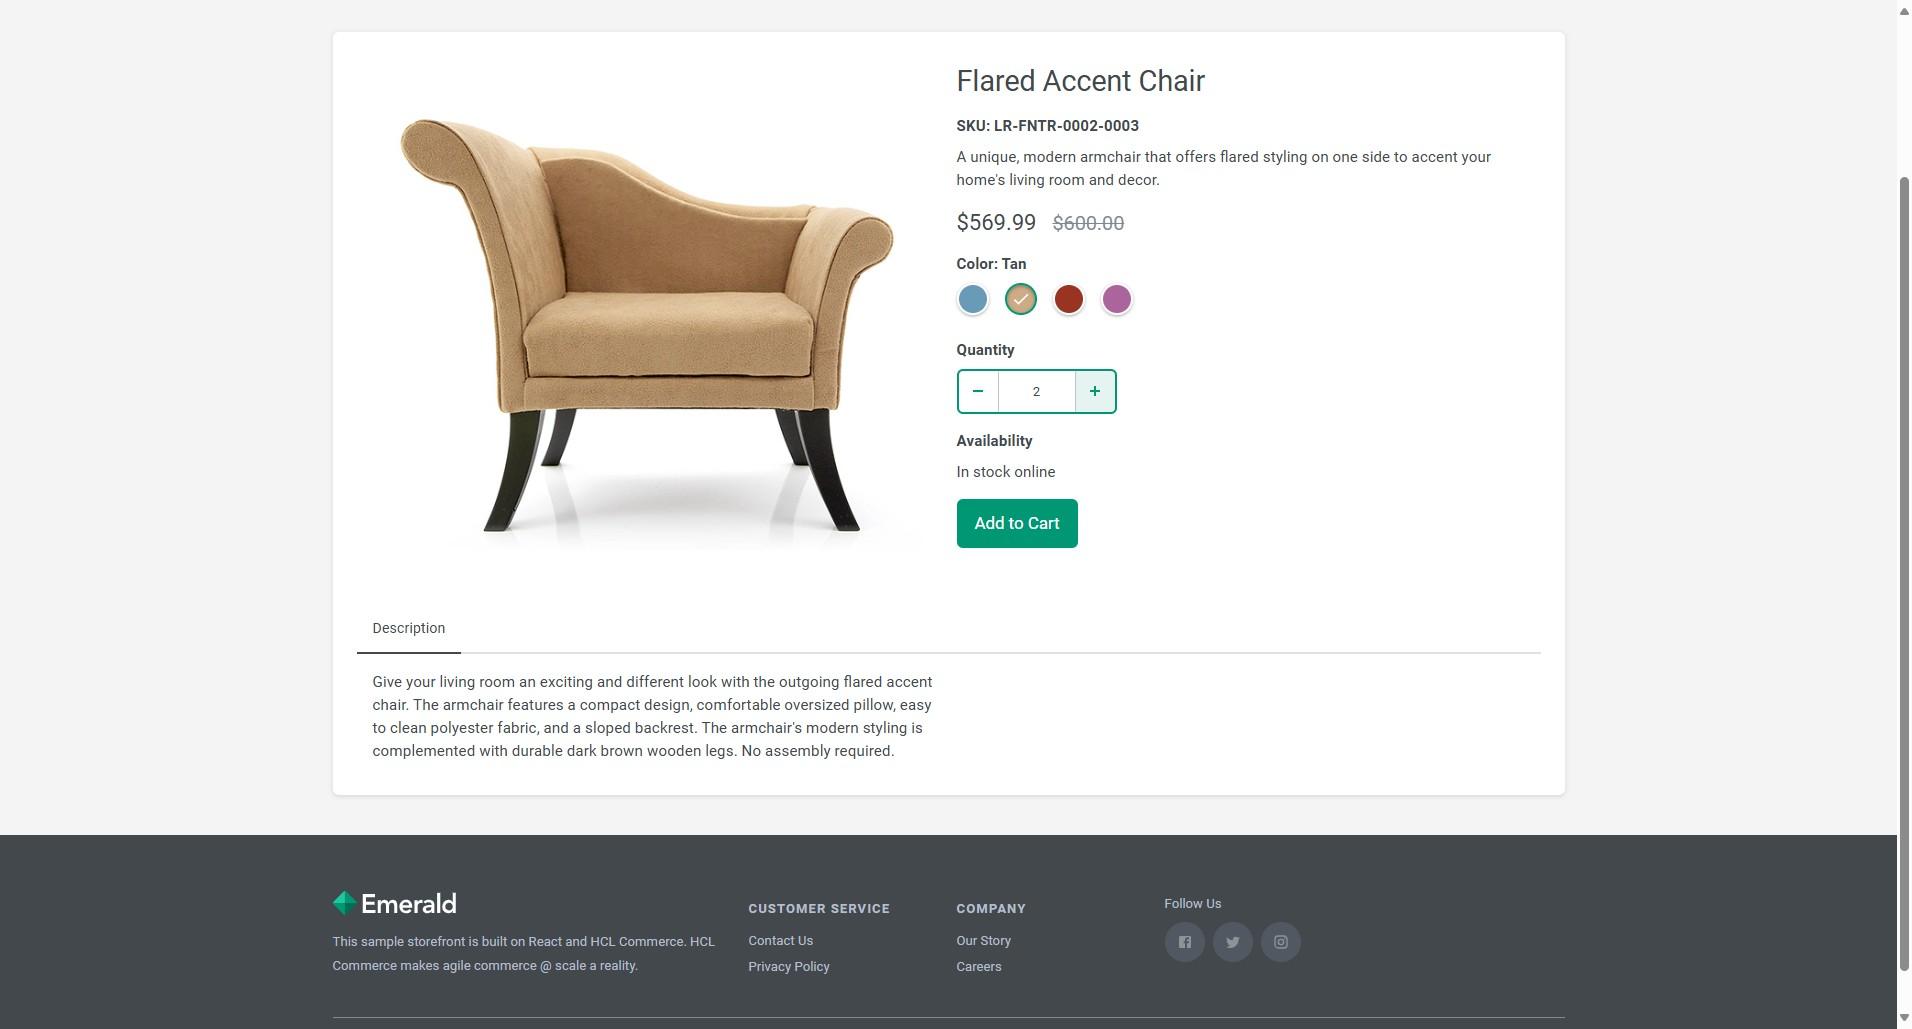 Flared Accent Chair
SKU: LR-FNTR-0002-0003
A unique, modern armchair that offers flared styling on one side to accent your
home's living room and decor.
$569.99 $600.00
Color: Tan
Quantity
− 2 +
Availability
In stock online
Add to Cart
Description
Give your living room an exciting and different look with the outgoing flared accent
chair. The armchair features a compact design, comfortable oversized pillow, easy
to clean polyester fabric, and a sloped backrest. The armchair's modern styling is
complemented with durable dark brown wooden legs. No assembly required.
Emerald
This sample storefront is built on React and HCL Commerce. HCL
Commerce makes agile commerce @ scale a reality.
CUSTOMER SERVICE
Contact Us
Privacy Policy
COMPANY
Our Story
Careers
Follow Us